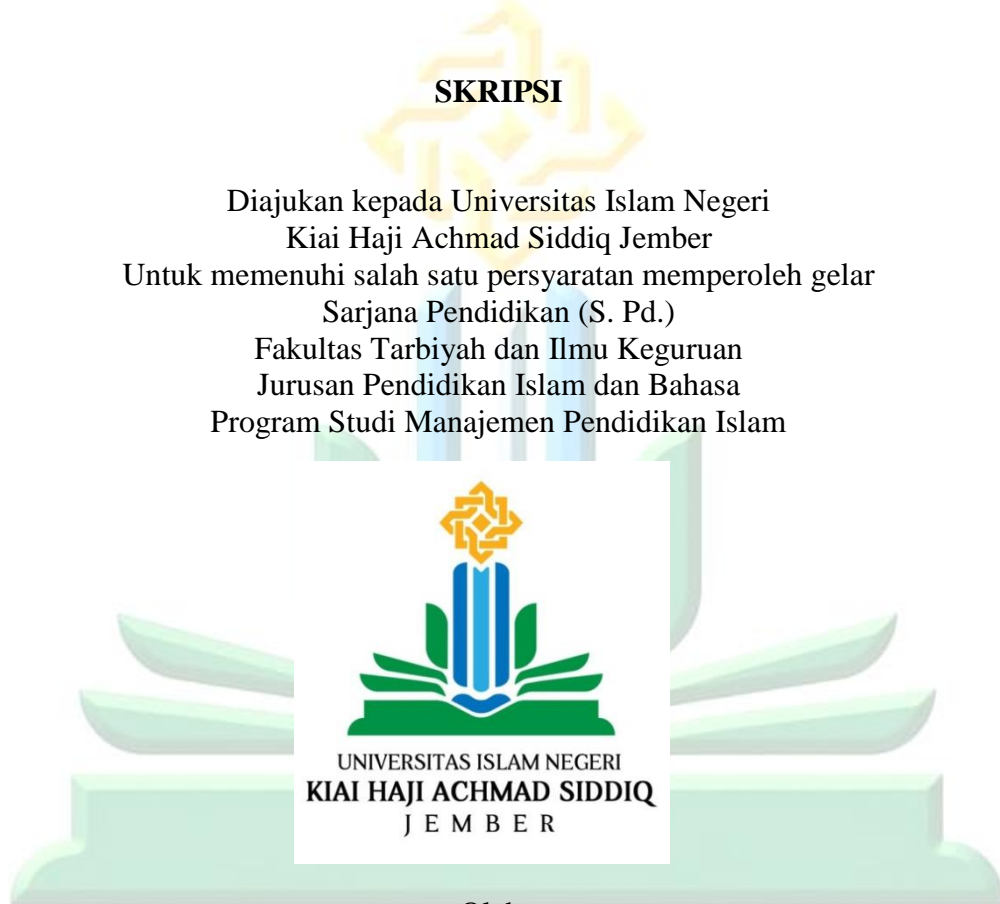 SKRIPSI
Diajukan kepada Universitas Islam Negeri
Kiai Haji Achmad Siddiq Jember
Untuk memenuhi salah satu persyaratan memperoleh gelar
Sarjana Pendidikan (S. Pd.)
Fakultas Tarbiyah dan Ilmu Keguruan
Jurusan Pendidikan Islam dan Bahasa
Program Studi Manajemen Pendidikan Islam
UNIVERSITAS ISLAM NEGERI
KIAI HAJI ACHMAD SIDDIQ
JEMBER